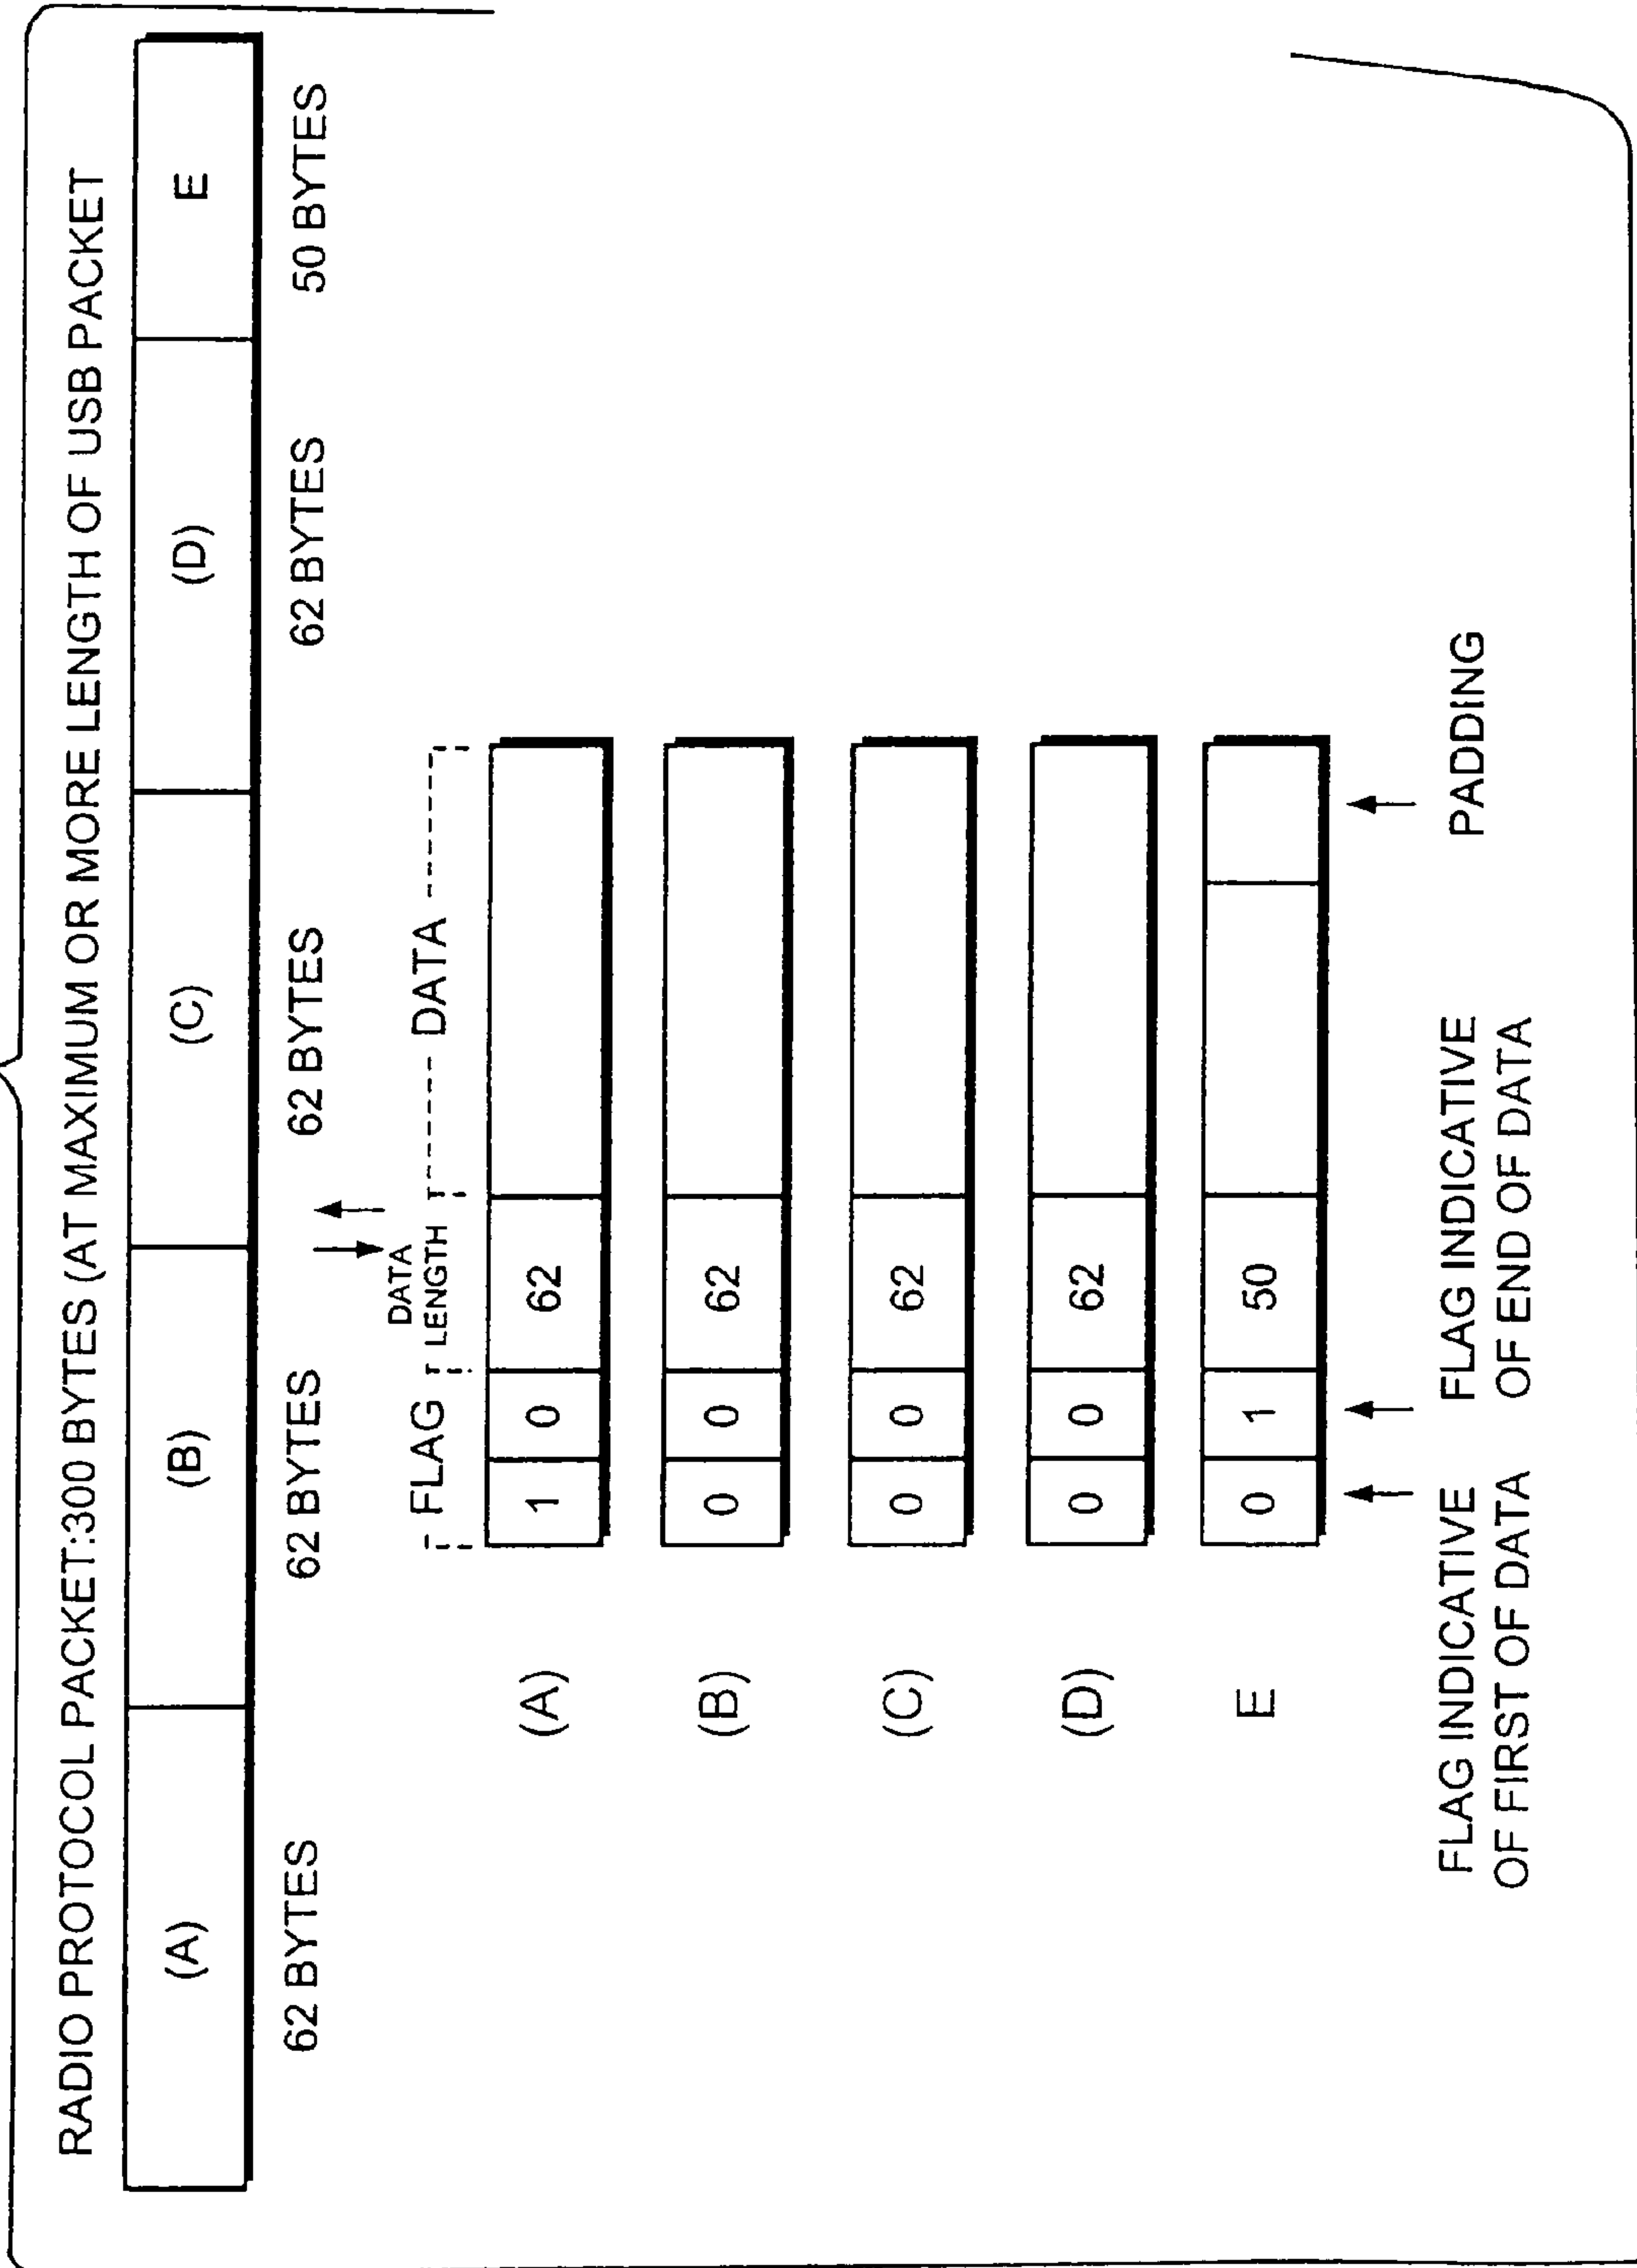 RADIO PROTOCOL PACKET:300 BYTES (AT MAXIMUM OR MORE LENGTH OF USB PACKET
(A) (B) (C) (D) E
62 BYTES 62 BYTES 62 BYTES 62 BYTES 50 BYTES
FLAG DATA LENGTH DATA
(A) 1 0 62
(B) 0 0 62
(C) 0 0 62
(D) 0 0 62
E 0 1 50
FLAG INDICATIVE
OF FIRST OF DATA
FLAG INDICATIVE
OF END OF DATA
PADDING